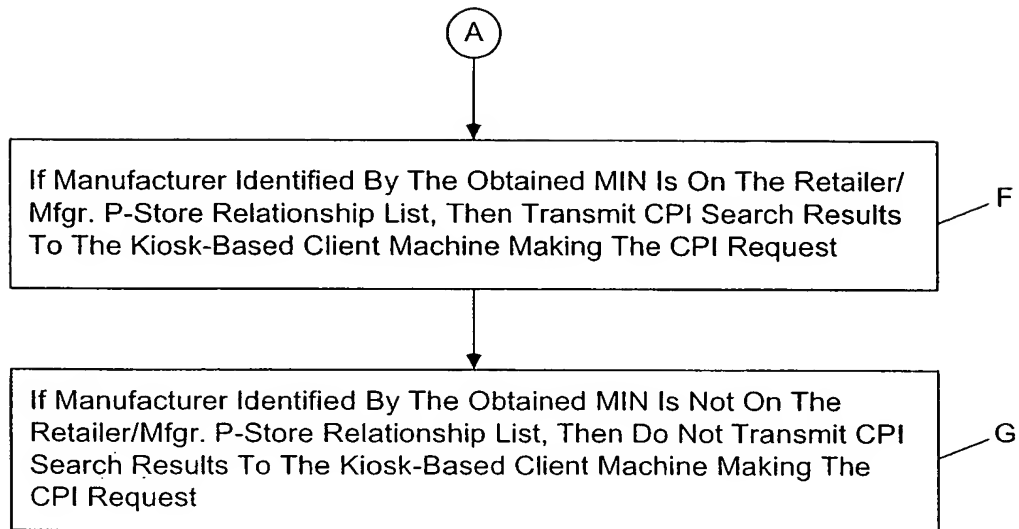 A
If Manufacturer Identified By The Obtained MIN Is On The Retailer/
Mfgr. P-Store Relationship List, Then Transmit CPI Search Results
To The Kiosk-Based Client Machine Making The CPI Request
F
If Manufacturer Identified By The Obtained MIN Is Not On The
Retailer/Mfgr. P-Store Relationship List, Then Do Not Transmit CPI
Search Results To The Kiosk-Based Client Machine Making The
CPI Request
G